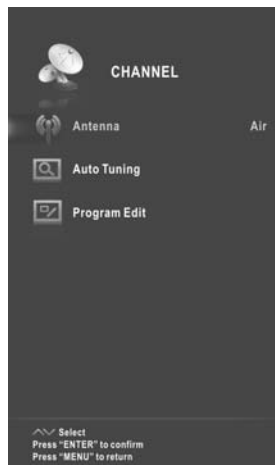 CHANNEL
Antenna Air
Auto Tuning
Program Edit
Select
Press “ENTER” to confirm
Press “MENU” to return